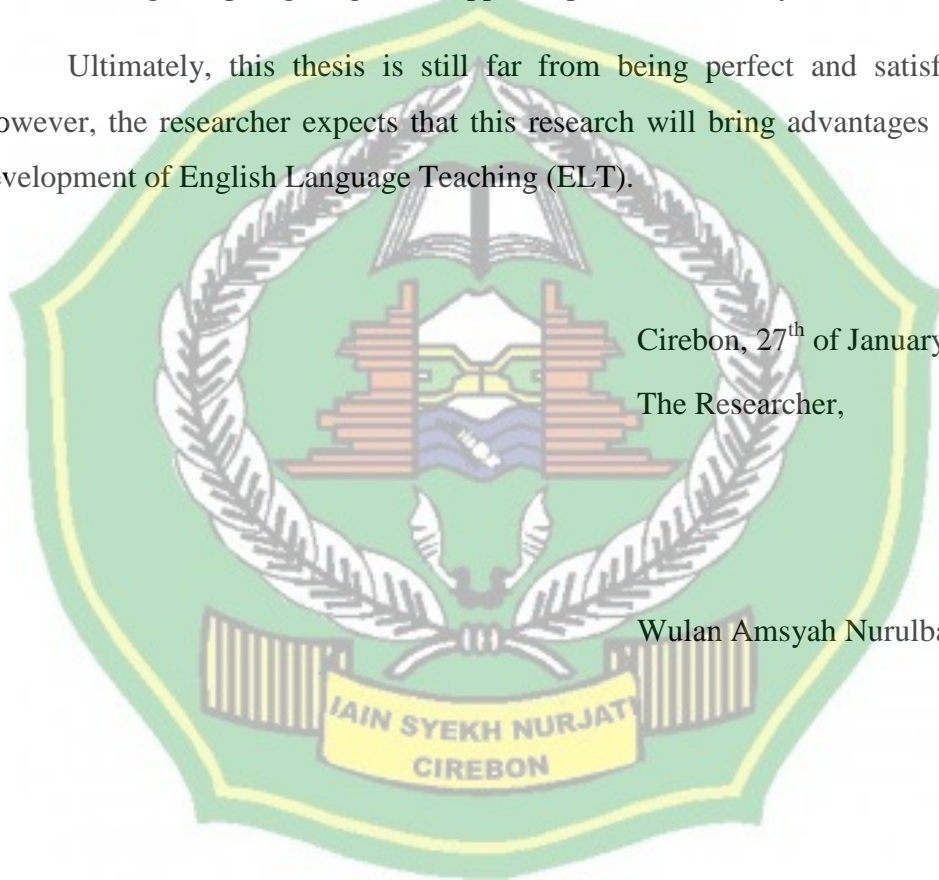 Ultimately, this thesis is still far from being perfect and satisf
owever, the researcher expects that this research will bring advantages
evelopment of English Language Teaching (ELT).
Cirebon, 27th of January
The Researcher,
Wulan Amsyah Nurulba
IAIN SYEKH NURJATI
CIREBON